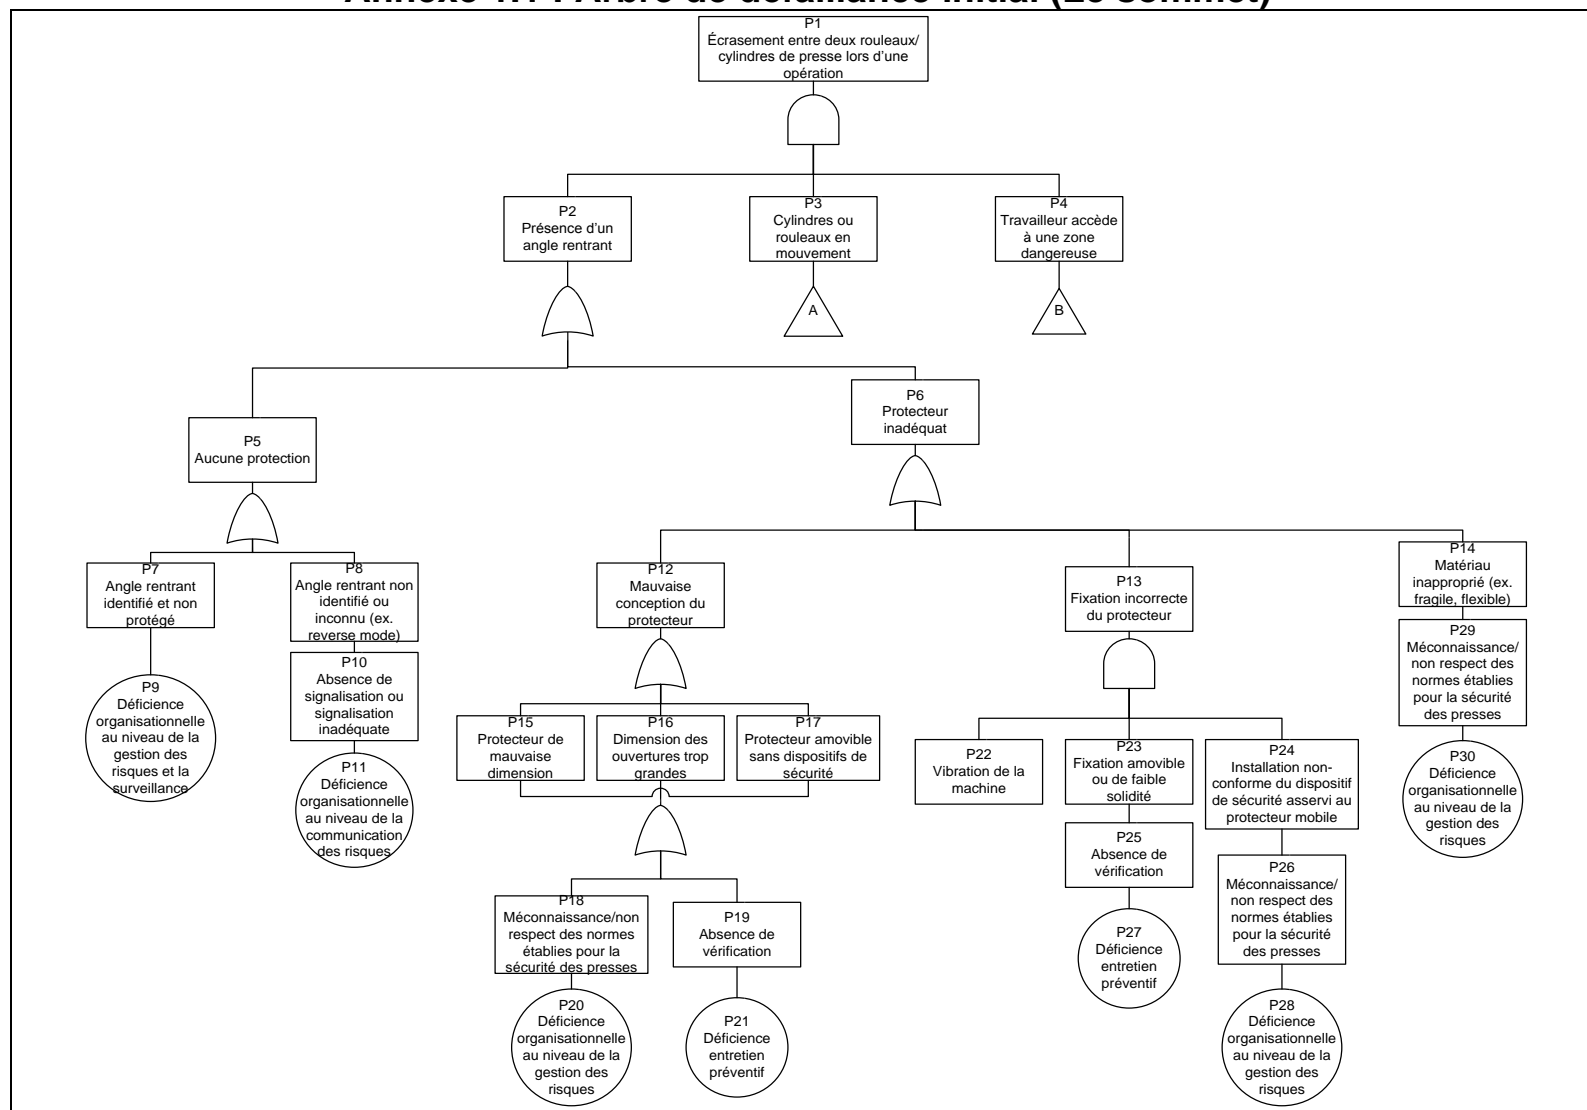 Annexe 4.1 : Arbre de défaillance initial (Le sommet)
P1
Écrasement entre deux rouleaux/
cylindres de presse lors d’une
opération
P2
Présence d’un
angle rentrant
P3
Cylindres ou
rouleaux en
mouvement
P4
Travailleur accède
à une zone
dangereuse
A
B
P5
Aucune protection
P6
Protecteur
inadéquat
P7
Angle rentrant
identifié et non
protégé
P8
Angle rentrant non
identifié ou
inconnu (ex.
reverse mode)
P9
Déficience
organisationnelle
au niveau de la
gestion des
risques et la
surveillance
P10
Absence de
signalisation ou
signalisation
inadéquate
P11
Déficience
organisationnelle
au niveau de la
communication
des risques
P12
Mauvaise
conception du
protecteur
P13
Fixation incorrecte
du protecteur
P14
Matériau
inapproprié (ex.
fragile, flexible)
P29
Méconnaissance/
non respect des
normes établies
pour la sécurité
des presses
P30
Déficience
organisationnelle
au niveau de la
gestion des
risques
P15
Protecteur de
mauvaise
dimension
P16
Dimension des
ouvertures trop
grandes
P17
Protecteur amovible
sans dispositifs de
sécurité
P22
Vibration de la
machine
P23
Fixation amovible
ou de faible
solidité
P24
Installation non-
conforme du dispositif
de sécurité asservi au
protecteur mobile
P25
Absence de
vérification
P26
Méconnaissance/
non respect des
normes établies
pour la sécurité
des presses
P18
Méconnaissance/non
respect des normes
établies pour la
sécurité des presses
P19
Absence de
vérification
P27
Déficience
entretien
préventif
P20
Déficience
organisationnelle
au niveau de la
gestion des
risques
P21
Déficience
entretien
préventif
P28
Déficience
organisationnelle
au niveau de la
gestion des
risques